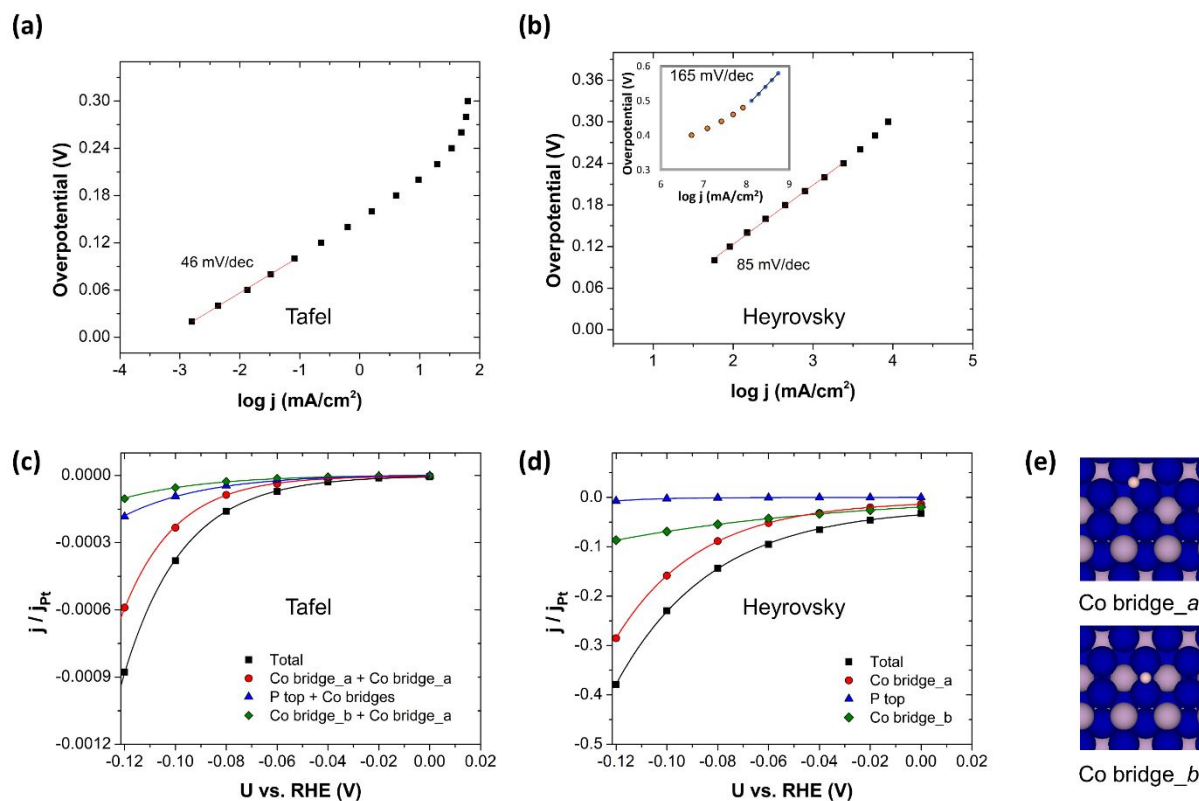 (a)
Overpotential (V)
0.30
0.24
0.18
0.12
0.06
0.00
46 mV/dec
Tafel
-4 -3 -2 -1 0 1 2
log j (mA/cm²)
(b)
Overpotential (V)
0.36
0.30
0.24
0.18
0.12
0.06
0.00
165 mV/dec
Overpotential (V)
0.6
0.5
0.4
0.3
6 7 8 9
log j (mA/cm²)
85 mV/dec
Heyrovsky
1 2 3 4 5
log j (mA/cm²)
(c)
j / jPt
0.0000
-0.0003
-0.0006
-0.0009
-0.0012
Tafel
Total
Co bridge_a + Co bridge_a
P top + Co bridges
Co bridge_b + Co bridge_a
-0.12 -0.10 -0.08 -0.06 -0.04 -0.02 0.00
U vs. RHE (V)
(d)
j / jPt
0.0
-0.1
-0.2
-0.3
-0.4
-0.5
Heyrovsky
Total
Co bridge_a
P top
Co bridge_b
-0.12 -0.10 -0.08 -0.06 -0.04 -0.02 0.00
U vs. RHE (V)
(e)
Co bridge_a
Co bridge_b